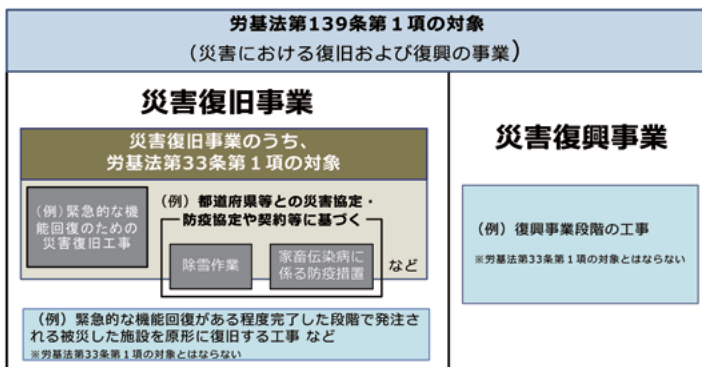 労基法第139条第1項の対象
（災害における復旧および復興の事業）
災害復旧事業
災害復旧事業のうち、
労基法第33条第1項の対象
（例）緊急的な機
能回復のための
災害復旧工事
（例）都道府県等との災害協定・
防疫協定や契約等に基づく
除雪作業
家畜伝染病に
係る防疫措置
など
（例）緊急的な機能回復がある程度完了した段階で発注さ
れる被災した施設を原形に復旧する工事 など
※労基法第33条第1項の対象とはならない
災害復興事業
（例）復興事業段階の工事
※労基法第33条第1項の対象とはならない